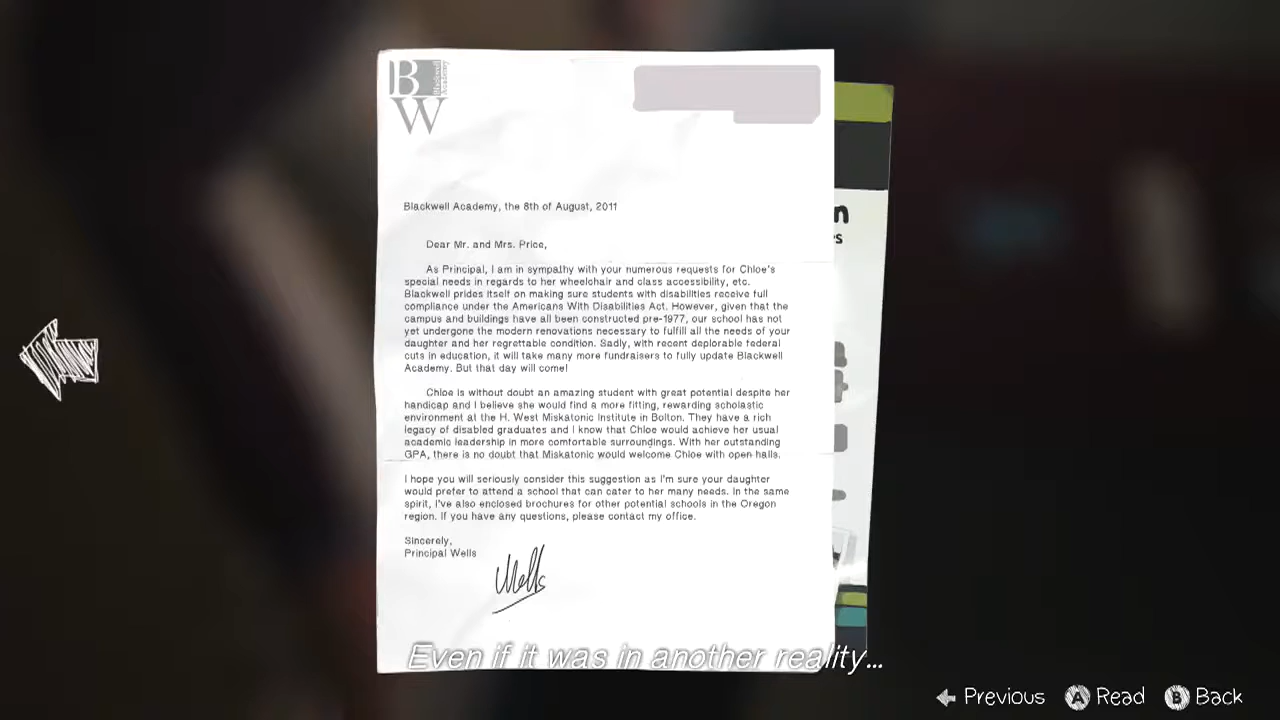 B
W
Blackwell
Academy
Blackwell Academy, the 8th of August, 2011
Dear Mr. and Mrs. Price,
As Principal, I am in sympathy with your numerous requests for Chloe's
special needs in regards to her wheelchair and class accessibility, etc.
Blackwell prides itself on making sure students with disabilities receive full
compliance under the Americans With Disabilities Act. However, given that the
campus and buildings have all been constructed pre-1977, our school has not
yet undergone the modern renovations necessary to fulfill all the needs of your
daughter and her regrettable condition. Sadly, with recent deplorable federal
cuts in education, it will take many more fundraisers to fully update Blackwell
Academy. But that day will come!
Chloe is without doubt an amazing student with great potential despite her
handicap and I believe she would find a more fitting, rewarding scholastic
environment at the H. West Miskatonic Institute in Bolton. They have a rich
legacy of disabled graduates and I know that Chloe would achieve her usual
academic leadership in more comfortable surroundings. With her outstanding
GPA, there is no doubt that Miskatonic would welcome Chloe with open halls.
I hope you will seriously consider this suggestion as I'm sure your daughter
would prefer to attend a school that can cater to her many needs. In the same
spirit, I've also enclosed brochures for other potential schools in the Oregon
region. If you have any questions, please contact my office.
Sincerely,
Principal Wells
Wells
Even if it was in another reality...
Previous A Read B Back